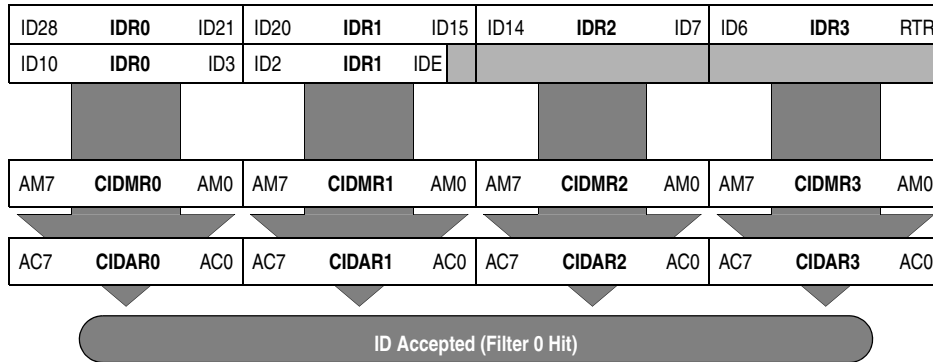 ID28 IDR0 ID21 ID20 IDR1 ID15 ID14 IDR2 ID7 ID6 IDR3 RTR
ID10 IDR0 ID3 ID2 IDR1 IDE
AM7 CIDMR0 AM0 AM7 CIDMR1 AM0 AM7 CIDMR2 AM0 AM7 CIDMR3 AM0
AC7 CIDAR0 AC0 AC7 CIDAR1 AC0 AC7 CIDAR2 AC0 AC7 CIDAR3 AC0
ID Accepted (Filter 0 Hit)